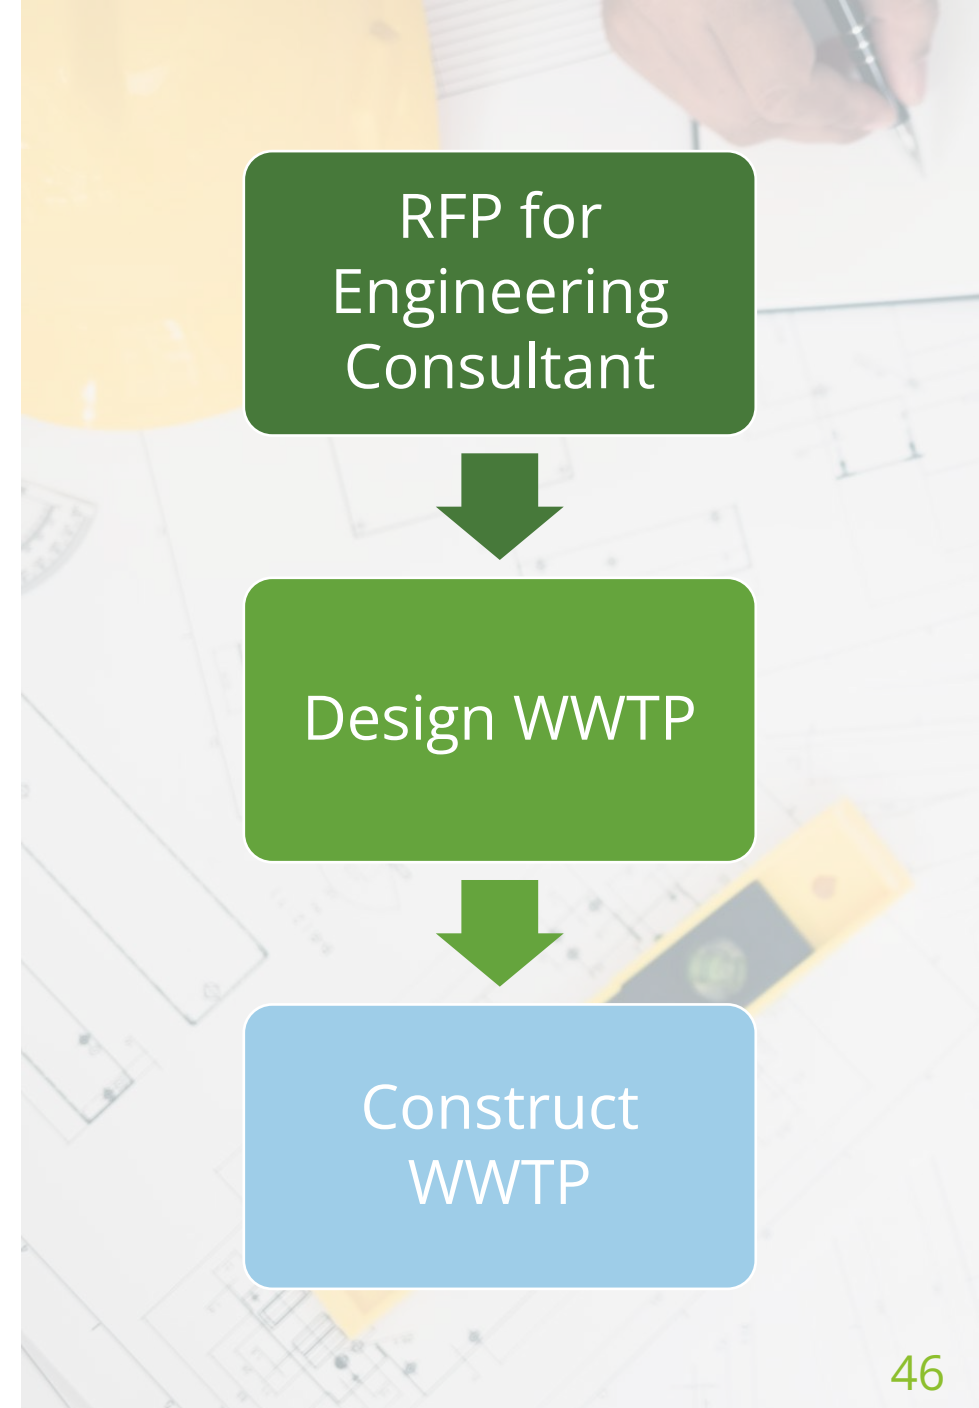 RFP for
Engineering
Consultant
Design WWTP
Construct
WWTP
46